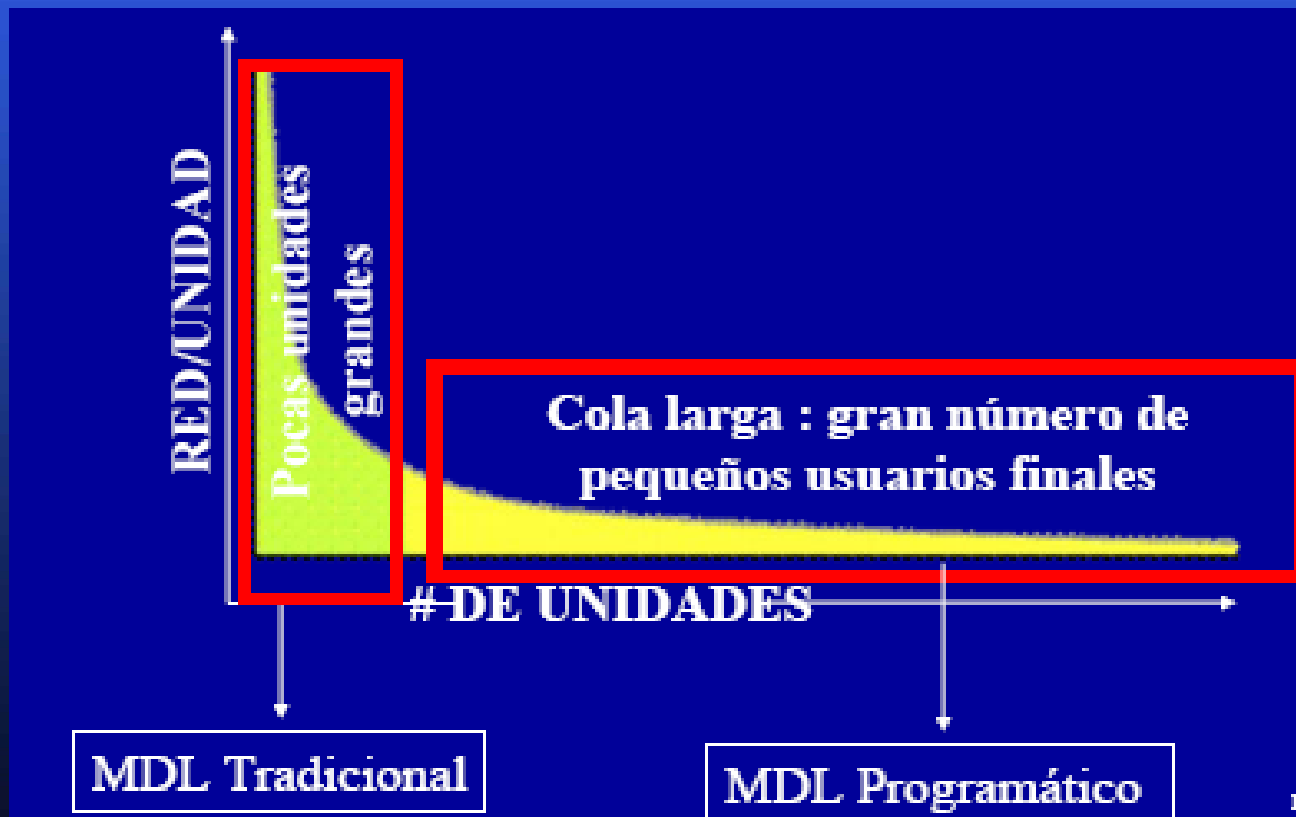 RED/UNIDAD
Pocas unidades
grandes
Cola larga : gran número de
pequeños usuarios finales
# DE UNIDADES
MDL Tradicional
MDL Programático